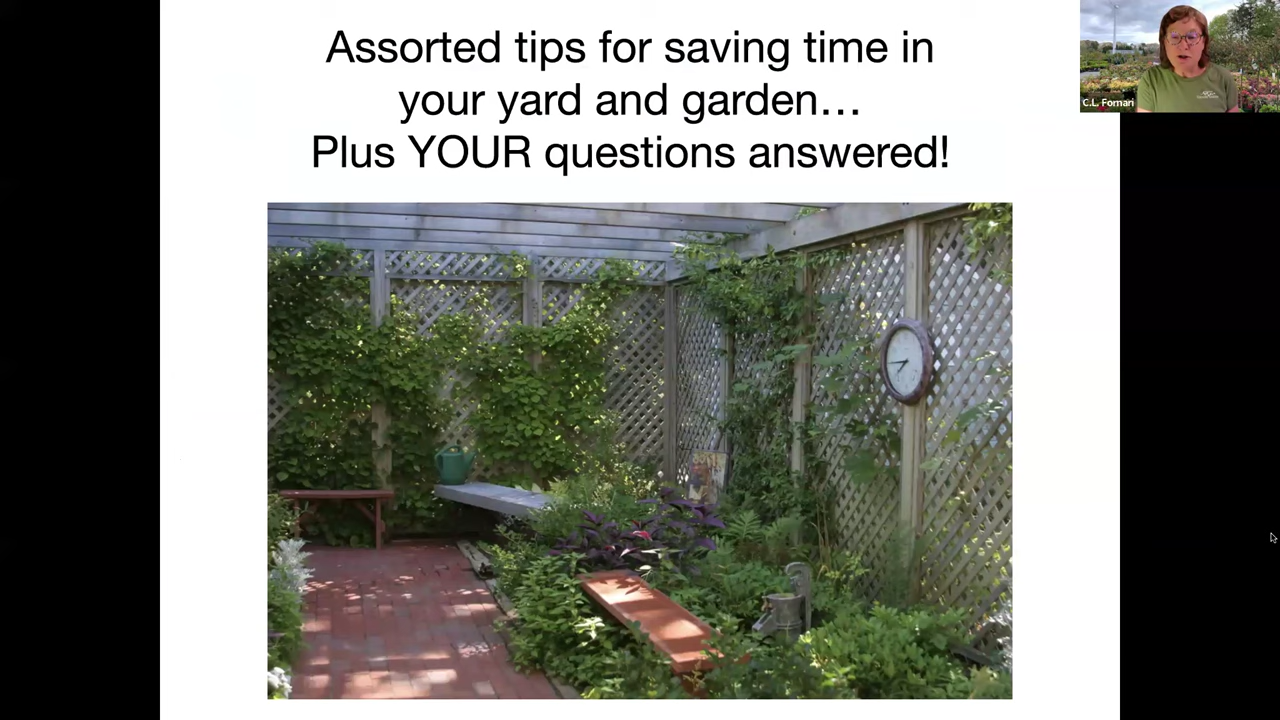 Assorted tips for saving time in
your yard and garden…
Plus YOUR questions answered!
C.L. Fornari